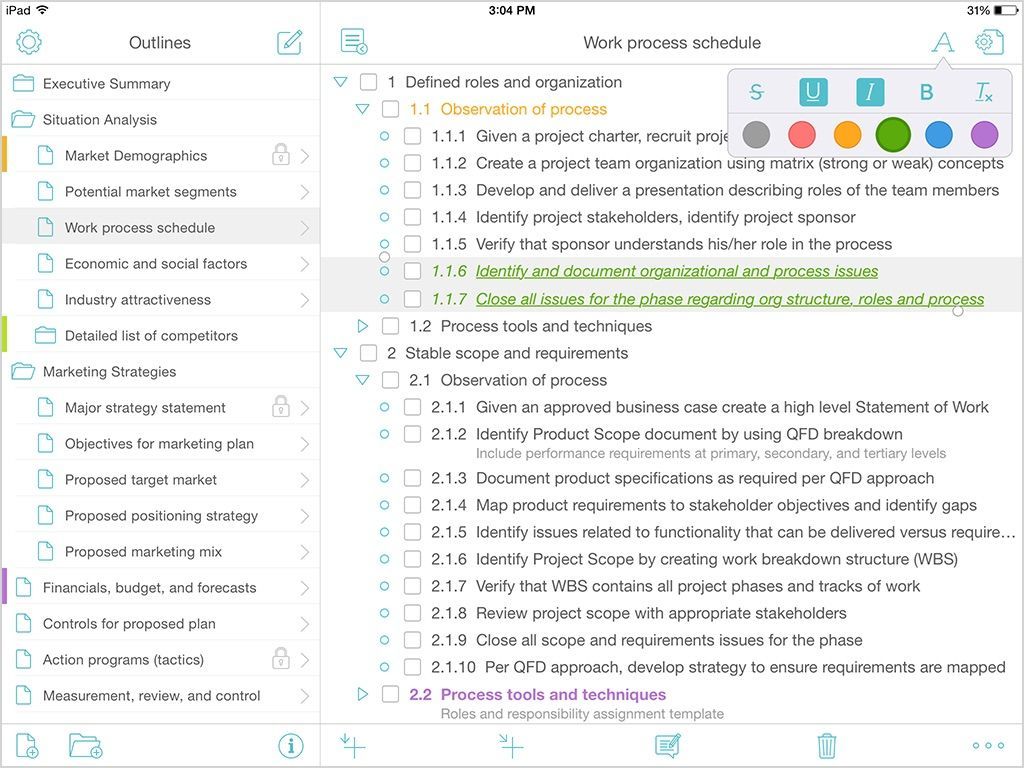 iPad 3:04 PM 31%
Outlines
Executive Summary
Situation Analysis
Market Demographics
Potential market segments
Work process schedule
Economic and social factors
Industry attractiveness
Detailed list of competitors
Marketing Strategies
Major strategy statement
Objectives for marketing plan
Proposed target market
Proposed positioning strategy
Proposed marketing mix
Financials, budget, and forecasts
Controls for proposed plan
Action programs (tactics)
Measurement, review, and control
Work process schedule
A
S U I B Tx
1 Defined roles and organization
1.1 Observation of process
1.1.1 Given a project charter, recruit
1.1.2 Create a project team organization using matrix (strong or weak) concepts
1.1.3 Develop and deliver a presentation describing roles of the team members
1.1.4 Identify project stakeholders, identify project sponsor
1.1.5 Verify that sponsor understands his/her role in the process
1.1.6 Identify and document organizational and process issues
1.1.7 Close all issues for the phase regarding org structure, roles and process
1.2 Process tools and techniques
2 Stable scope and requirements
2.1 Observation of process
2.1.1 Given an approved business case create a high level Statement of Work
2.1.2 Identify Product Scope document by using QFD breakdown
Include performance requirements at primary, secondary, and tertiary levels
2.1.3 Document product specifications as required per QFD approach
2.1.4 Map product requirements to stakeholder objectives and identify gaps
2.1.5 Identify issues related to functionality that can be delivered versus require...
2.1.6 Identify Project Scope by creating work breakdown structure (WBS)
2.1.7 Verify that WBS contains all project phases and tracks of work
2.1.8 Review project scope with appropriate stakeholders
2.1.9 Close all scope and requirements issues for the phase
2.1.10 Per QFD approach, develop strategy to ensure requirements are mapped
2.2 Process tools and techniques
Roles and responsibility assignment template